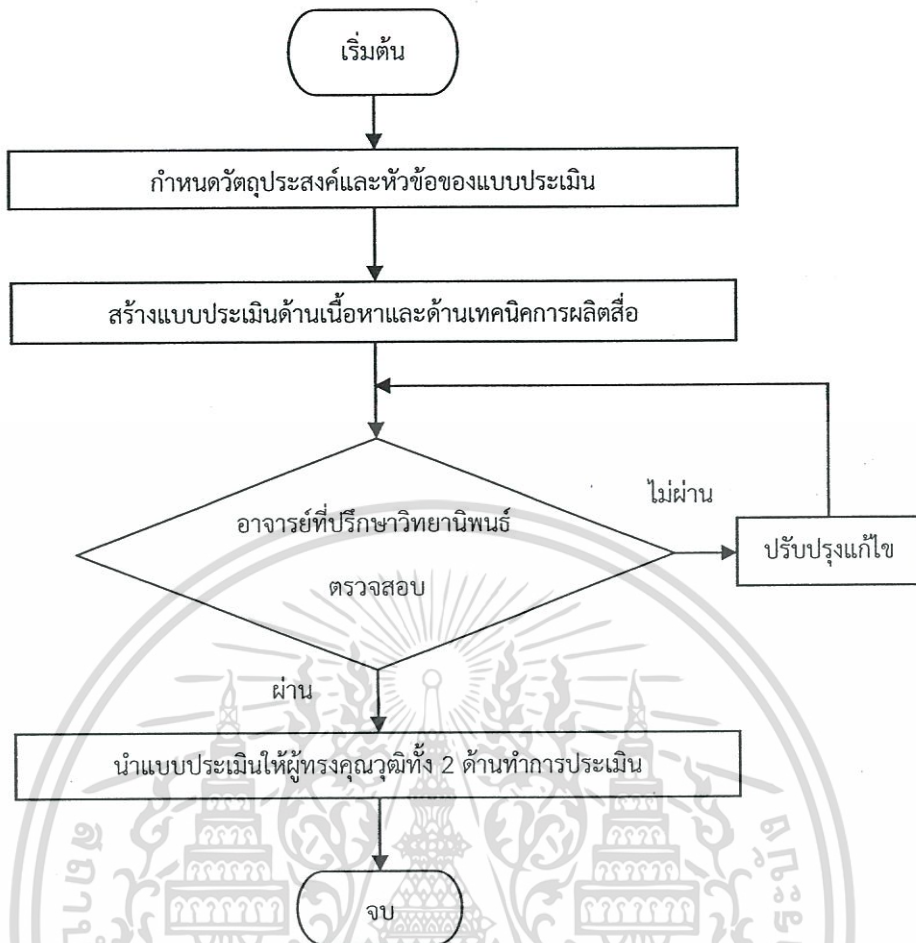 เริ่มต้น
กำหนดวัตถุประสงค์และหัวข้อของแบบประเมิน
สร้างแบบประเมินด้านเนื้อหาและด้านเทคนิคการผลิตสื่อ
อาจารย์ที่ปรึกษาวิทยานิพนธ์
ตรวจสอบ
ไม่ผ่าน
ปรับปรุงแก้ไข
ผ่าน
นำแบบประเมินให้ผู้ทรงคุณวุฒิทั้ง 2 ด้านทำการประเมิน
จบ